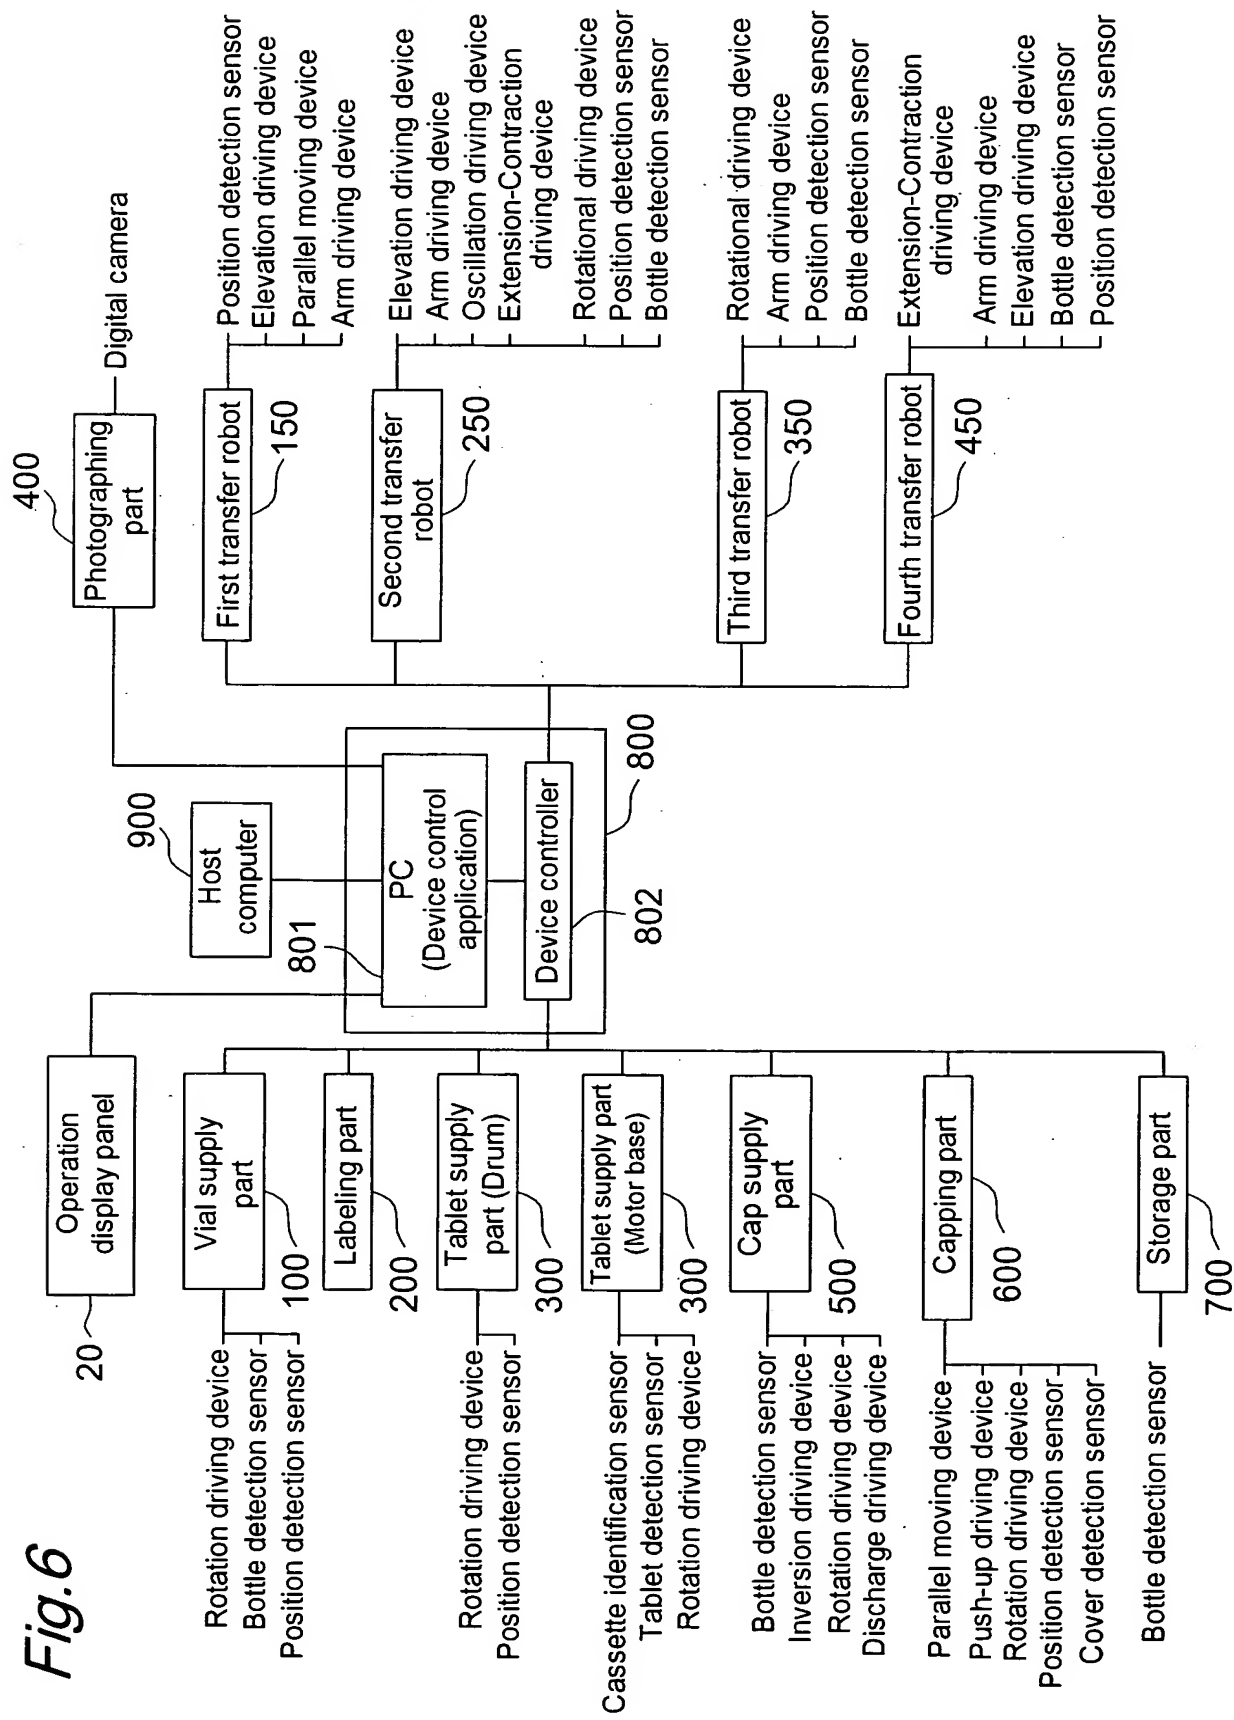 Fig.6
Operation
display panel
20
Host
computer
900
Photographing
part
400
Digital camera
801
PC
(Device control
application)
Device controller
802
800
Vial supply
part
100
Rotation driving device
Bottle detection sensor
Position detection sensor
Labeling part
200
Tablet supply
part (Drum)
300
Rotation driving device
Position detection sensor
Tablet supply part
(Motor base)
300
Cassette identification sensor
Tablet detection sensor
Rotation driving device
Cap supply
part
500
Bottle detection sensor
Inversion driving device
Rotation driving device
Discharge driving device
Capping part
600
Parallel moving device
Push-up driving device
Rotation driving device
Position detection sensor
Cover detection sensor
Storage part
700
Bottle detection sensor
First transfer robot
150
Position detection sensor
Elevation driving device
Parallel moving device
Arm driving device
Second transfer
robot
250
Elevation driving device
Arm driving device
Oscillation driving device
Extension-Contraction
driving device
Rotational driving device
Position detection sensor
Bottle detection sensor
Third transfer robot
350
Rotational driving device
Arm driving device
Position detection sensor
Bottle detection sensor
Fourth transfer robot
450
Extension-Contraction
driving device
Arm driving device
Elevation driving device
Bottle detection sensor
Position detection sensor